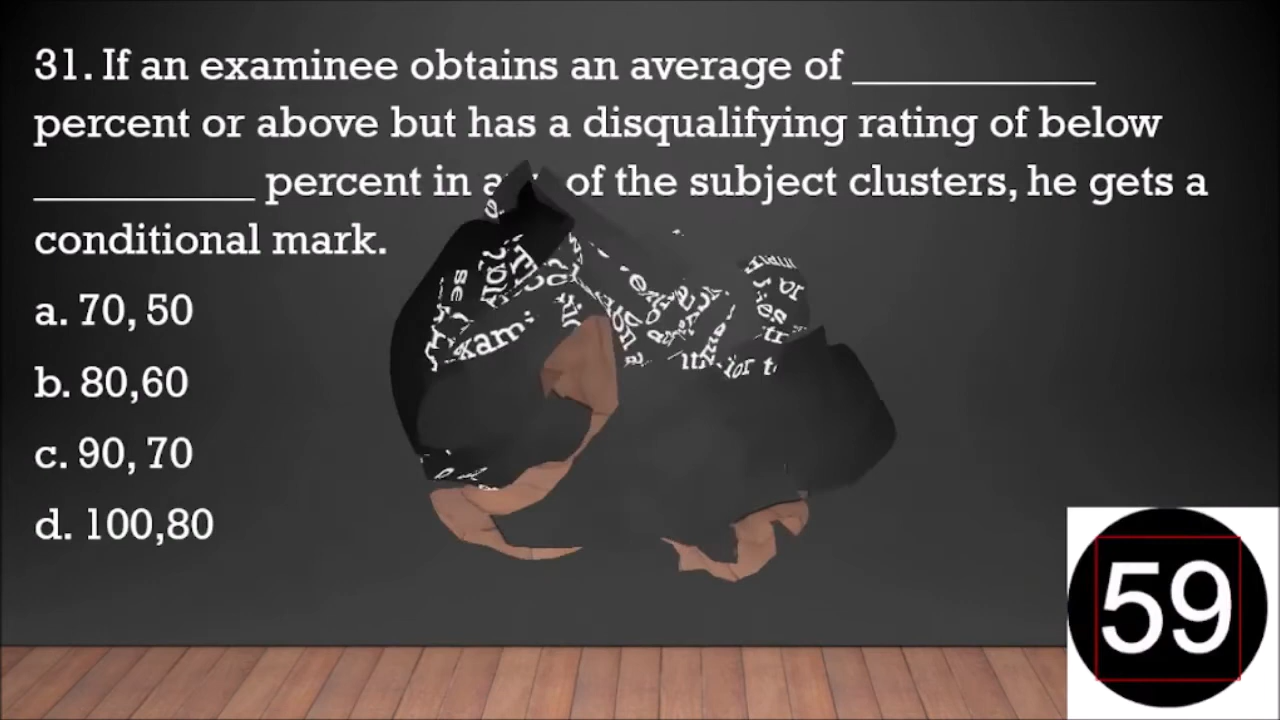 31. If an examinee obtains an average of ___________
percent or above but has a disqualifying rating of below
__________ percent in of the subject clusters, he gets a
conditional mark.
a. 70, 50
b. 80,60
c. 90, 70
d. 100,80
59